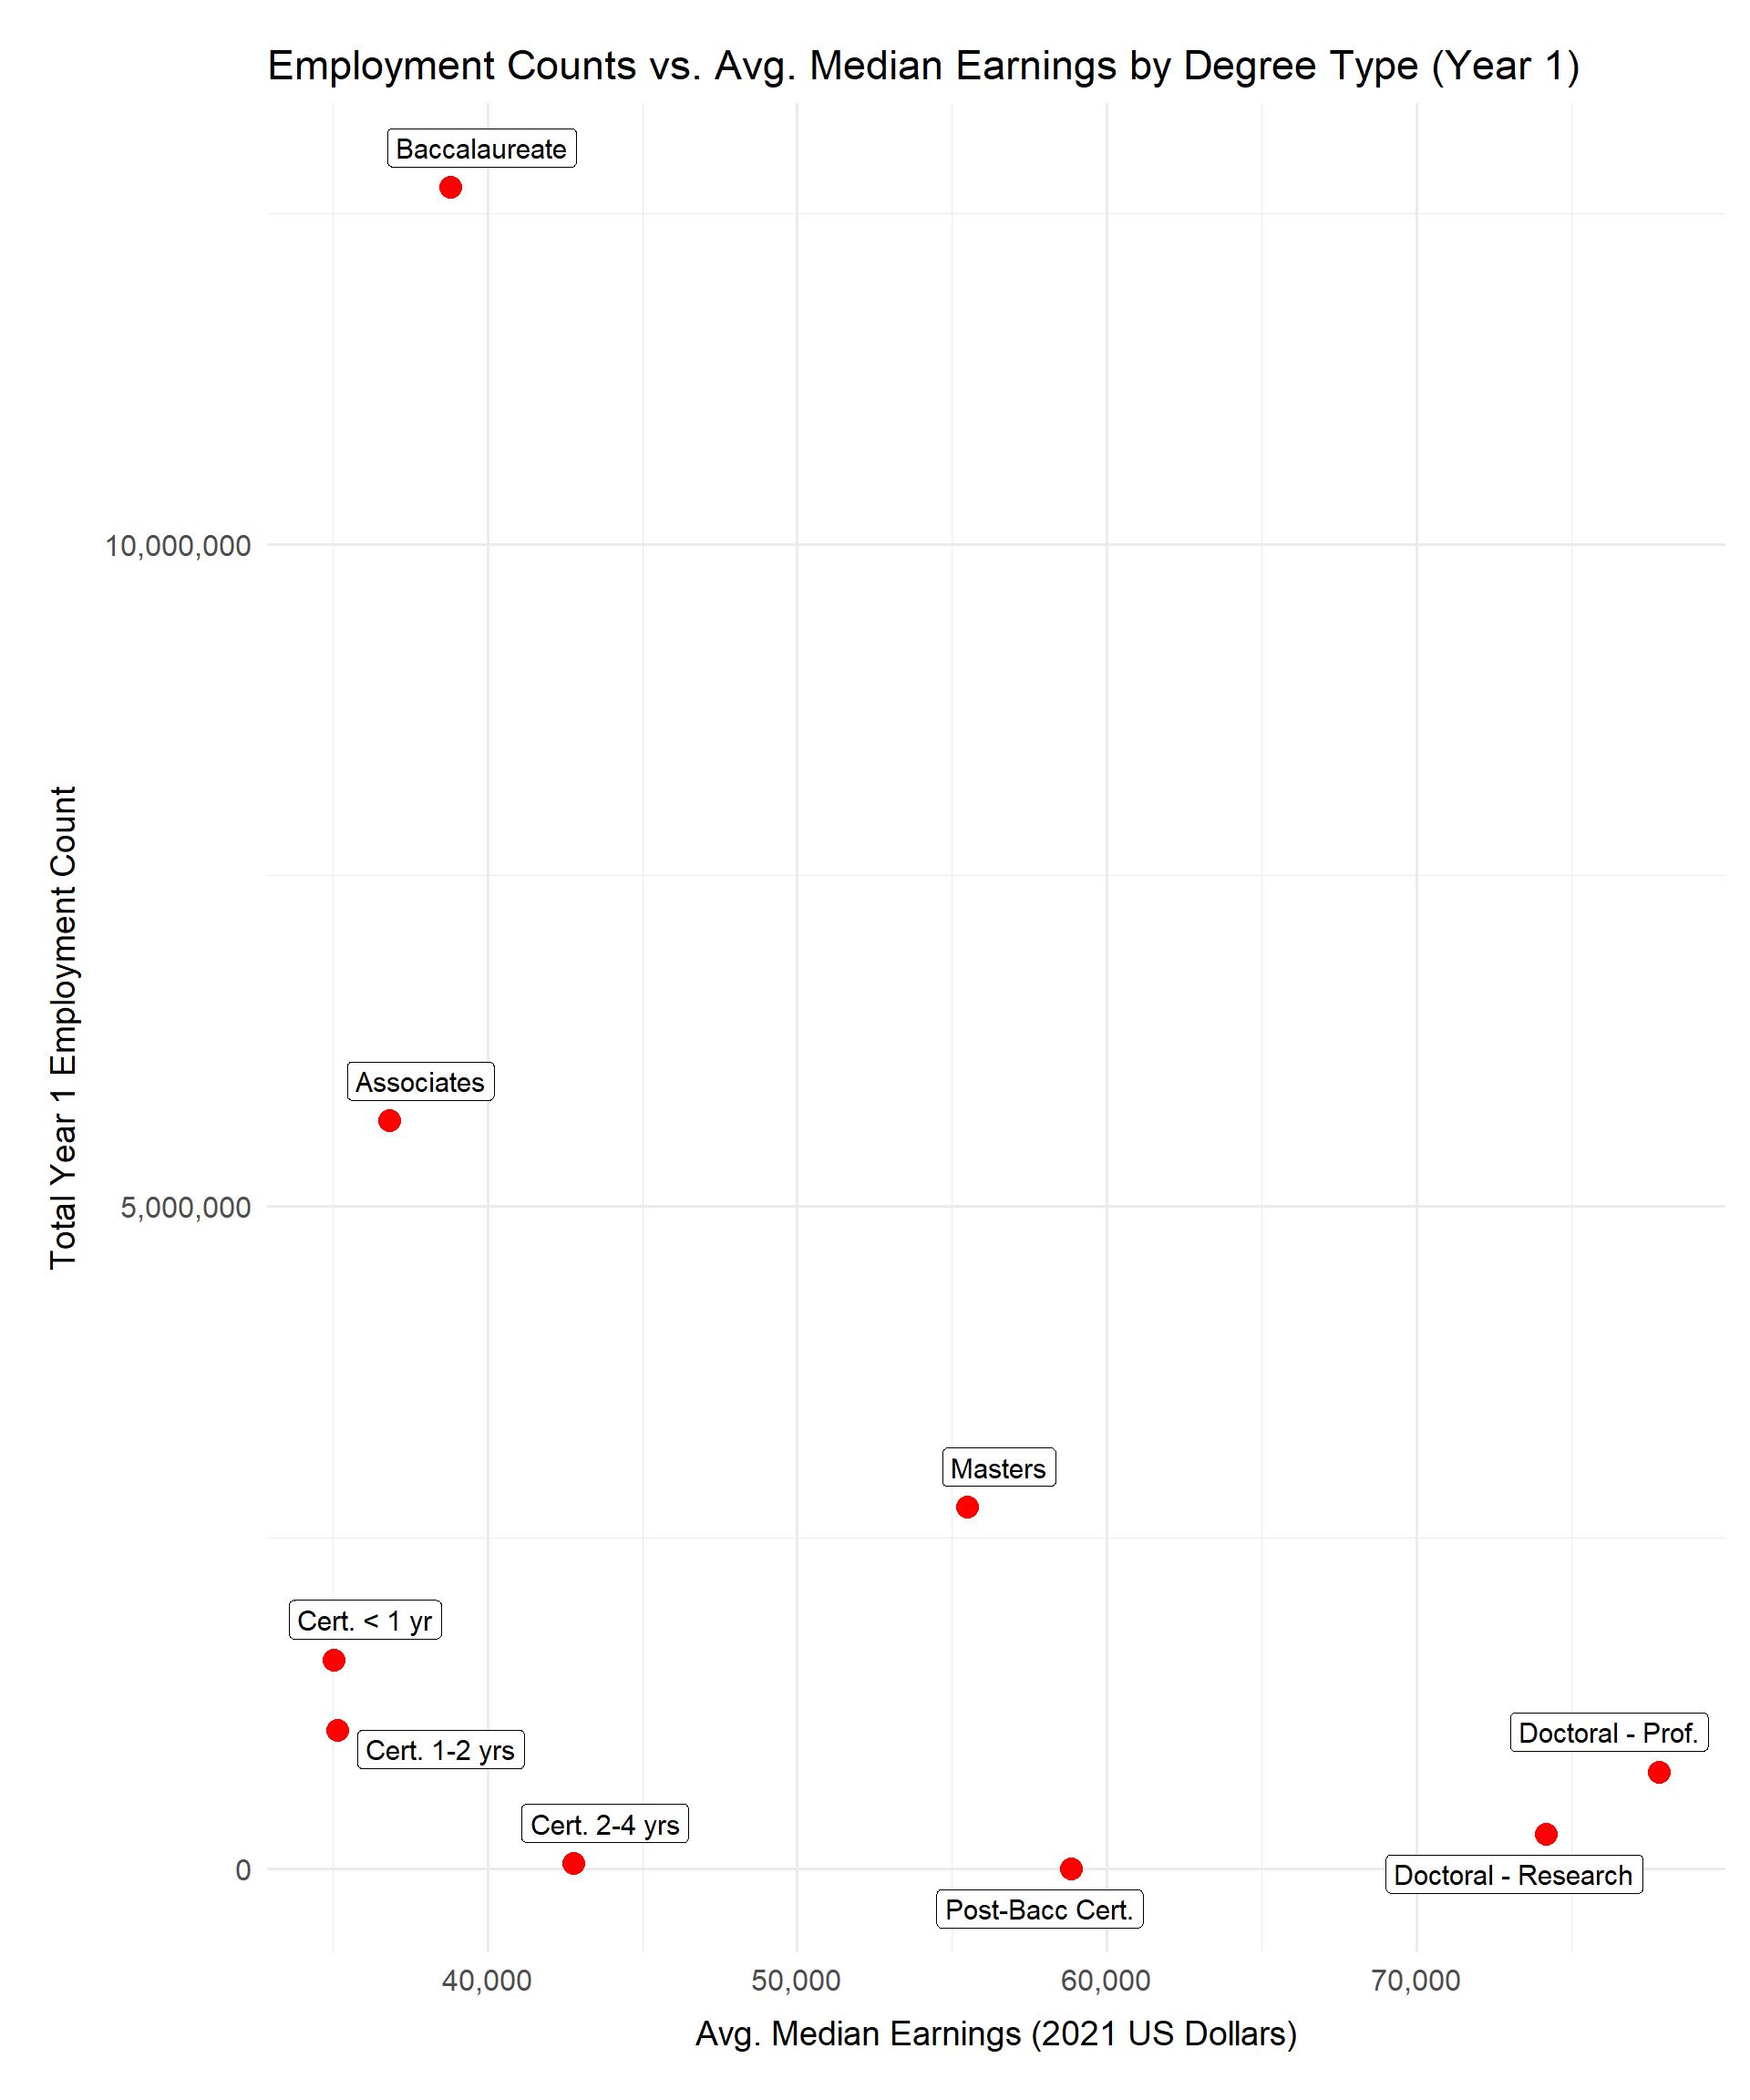 Employment Counts vs. Avg. Median Earnings by Degree Type (Year 1)
Baccalaureate
10,000,000
Total Year 1 Employment Count
Associates
5,000,000
Masters
Cert. < 1 yr
Doctoral - Prof.
Cert. 1-2 yrs
Cert. 2-4 yrs
0
Doctoral - Research
Post-Bacc Cert.
40,000
50,000
60,000
70,000
Avg. Median Earnings (2021 US Dollars)